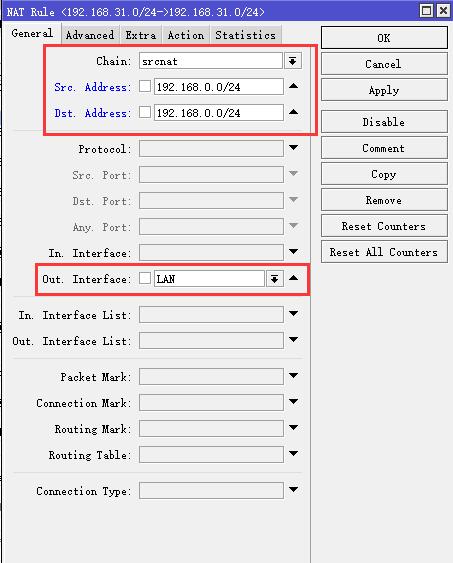 NAT Rule <192.168.31.0/24->192.168.31.0/24>
General Advanced Extra Action Statistics
Chain: srcnat
Src. Address: 192.168.0.0/24
Dst. Address: 192.168.0.0/24
Protocol:
Src. Port:
Dst. Port:
Any. Port:
In. Interface:
Out. Interface: LAN
In. Interface List:
Out. Interface List:
Packet Mark:
Connection Mark:
Routing Mark:
Routing Table:
Connection Type:
OK
Cancel
Apply
Disable
Comment
Copy
Remove
Reset Counters
Reset All Counters